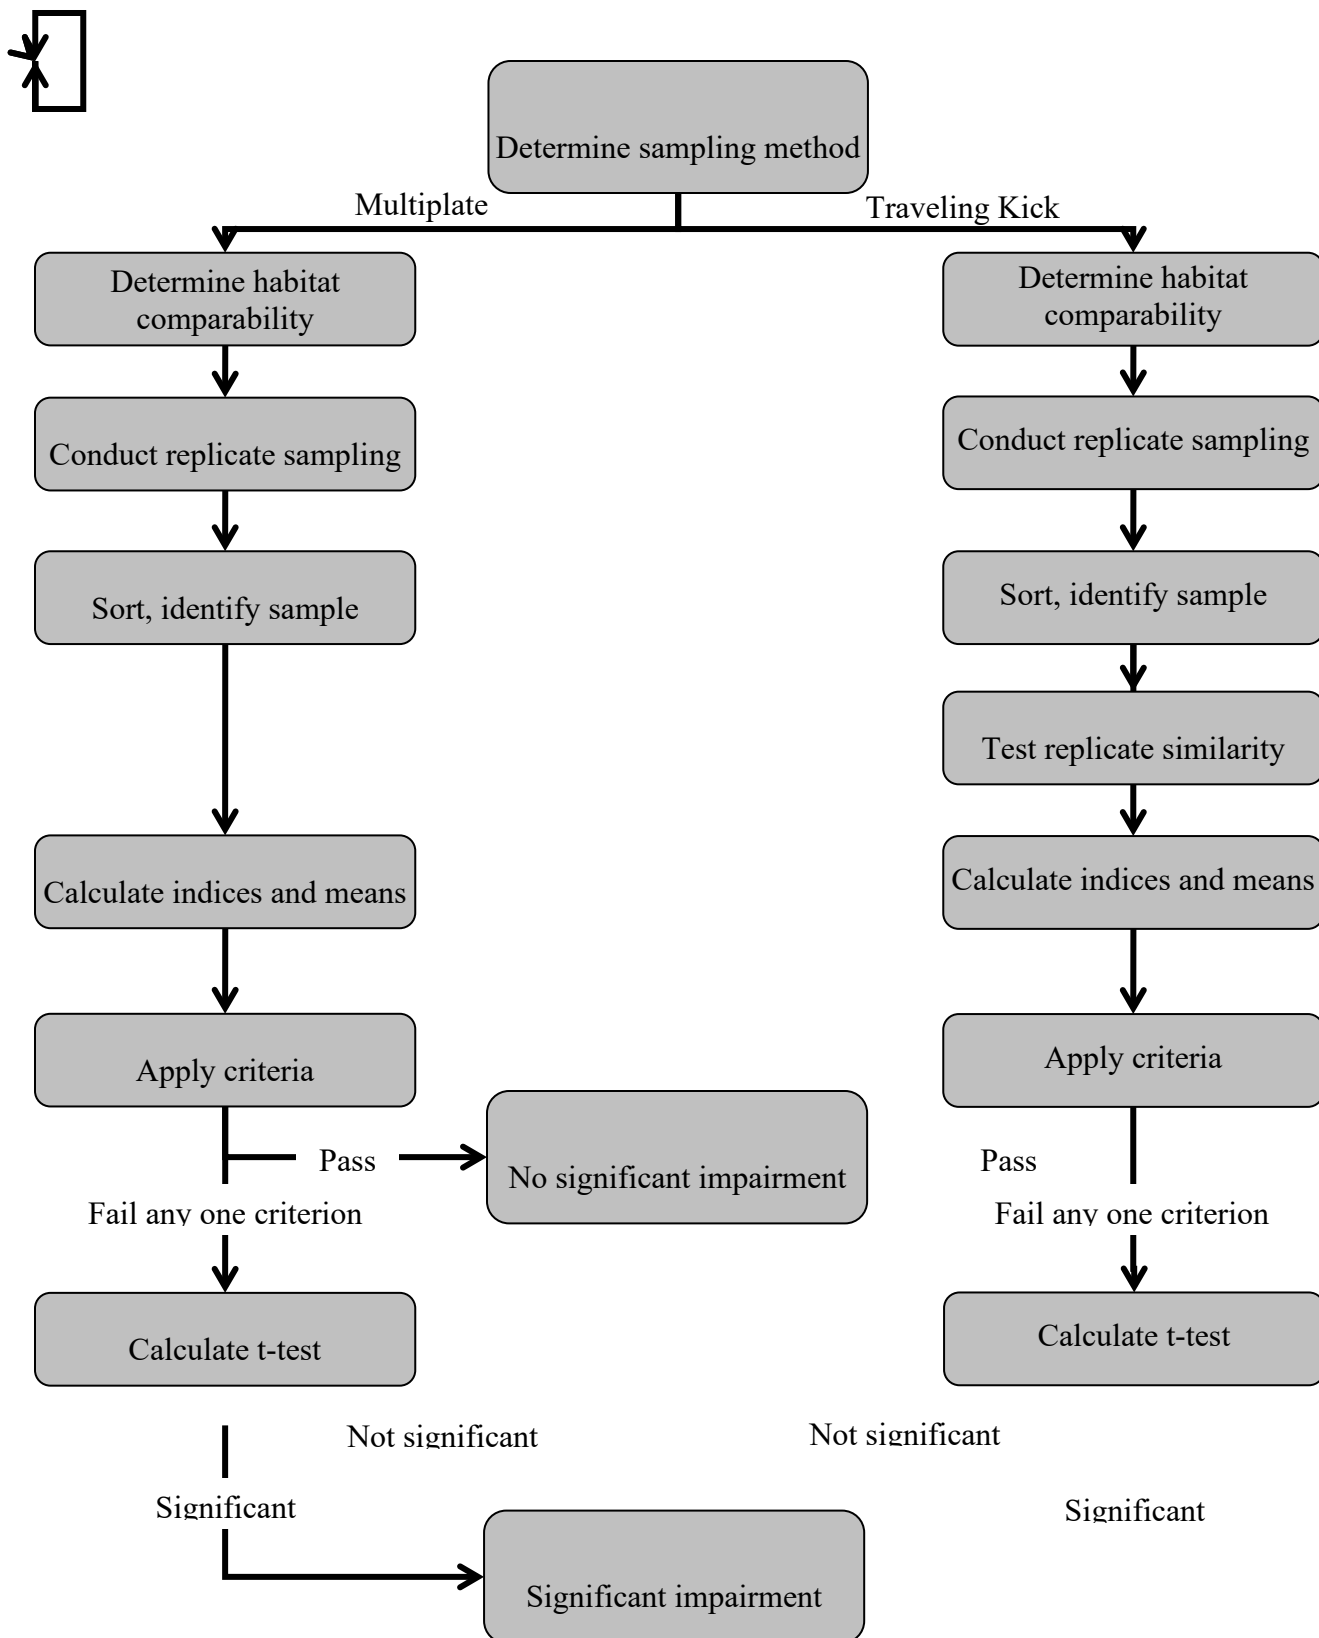 Determine sampling method
Multiplate
Traveling Kick
Determine habitat
comparability
Determine habitat
comparability
Conduct replicate sampling
Conduct replicate sampling
Sort, identify sample
Sort, identify sample
Test replicate similarity
Calculate indices and means
Calculate indices and means
Apply criteria
Apply criteria
Pass
No significant impairment
Pass
Fail any one criterion
Fail any one criterion
Calculate t-test
Calculate t-test
Not significant
Not significant
Significant
Significant
Significant impairment